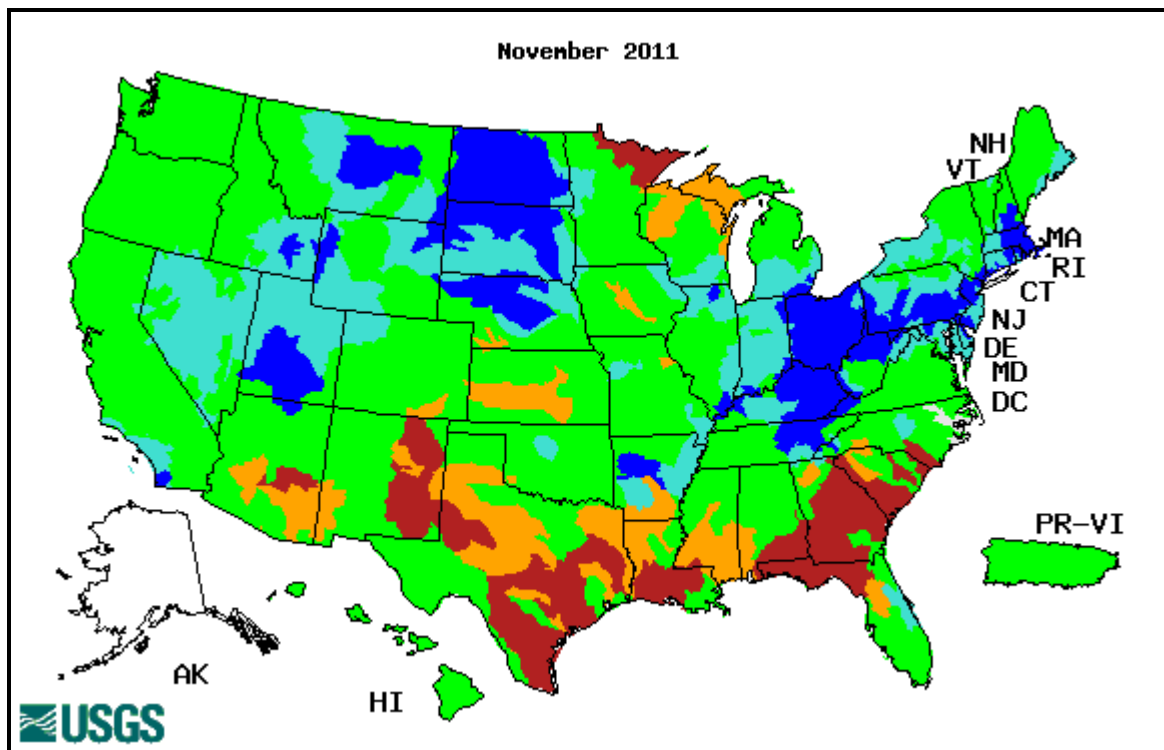 November 2011
NH
VT
MA
RI
CT
NJ
DE
MD
DC
PR-VI
AK
HI
USGS